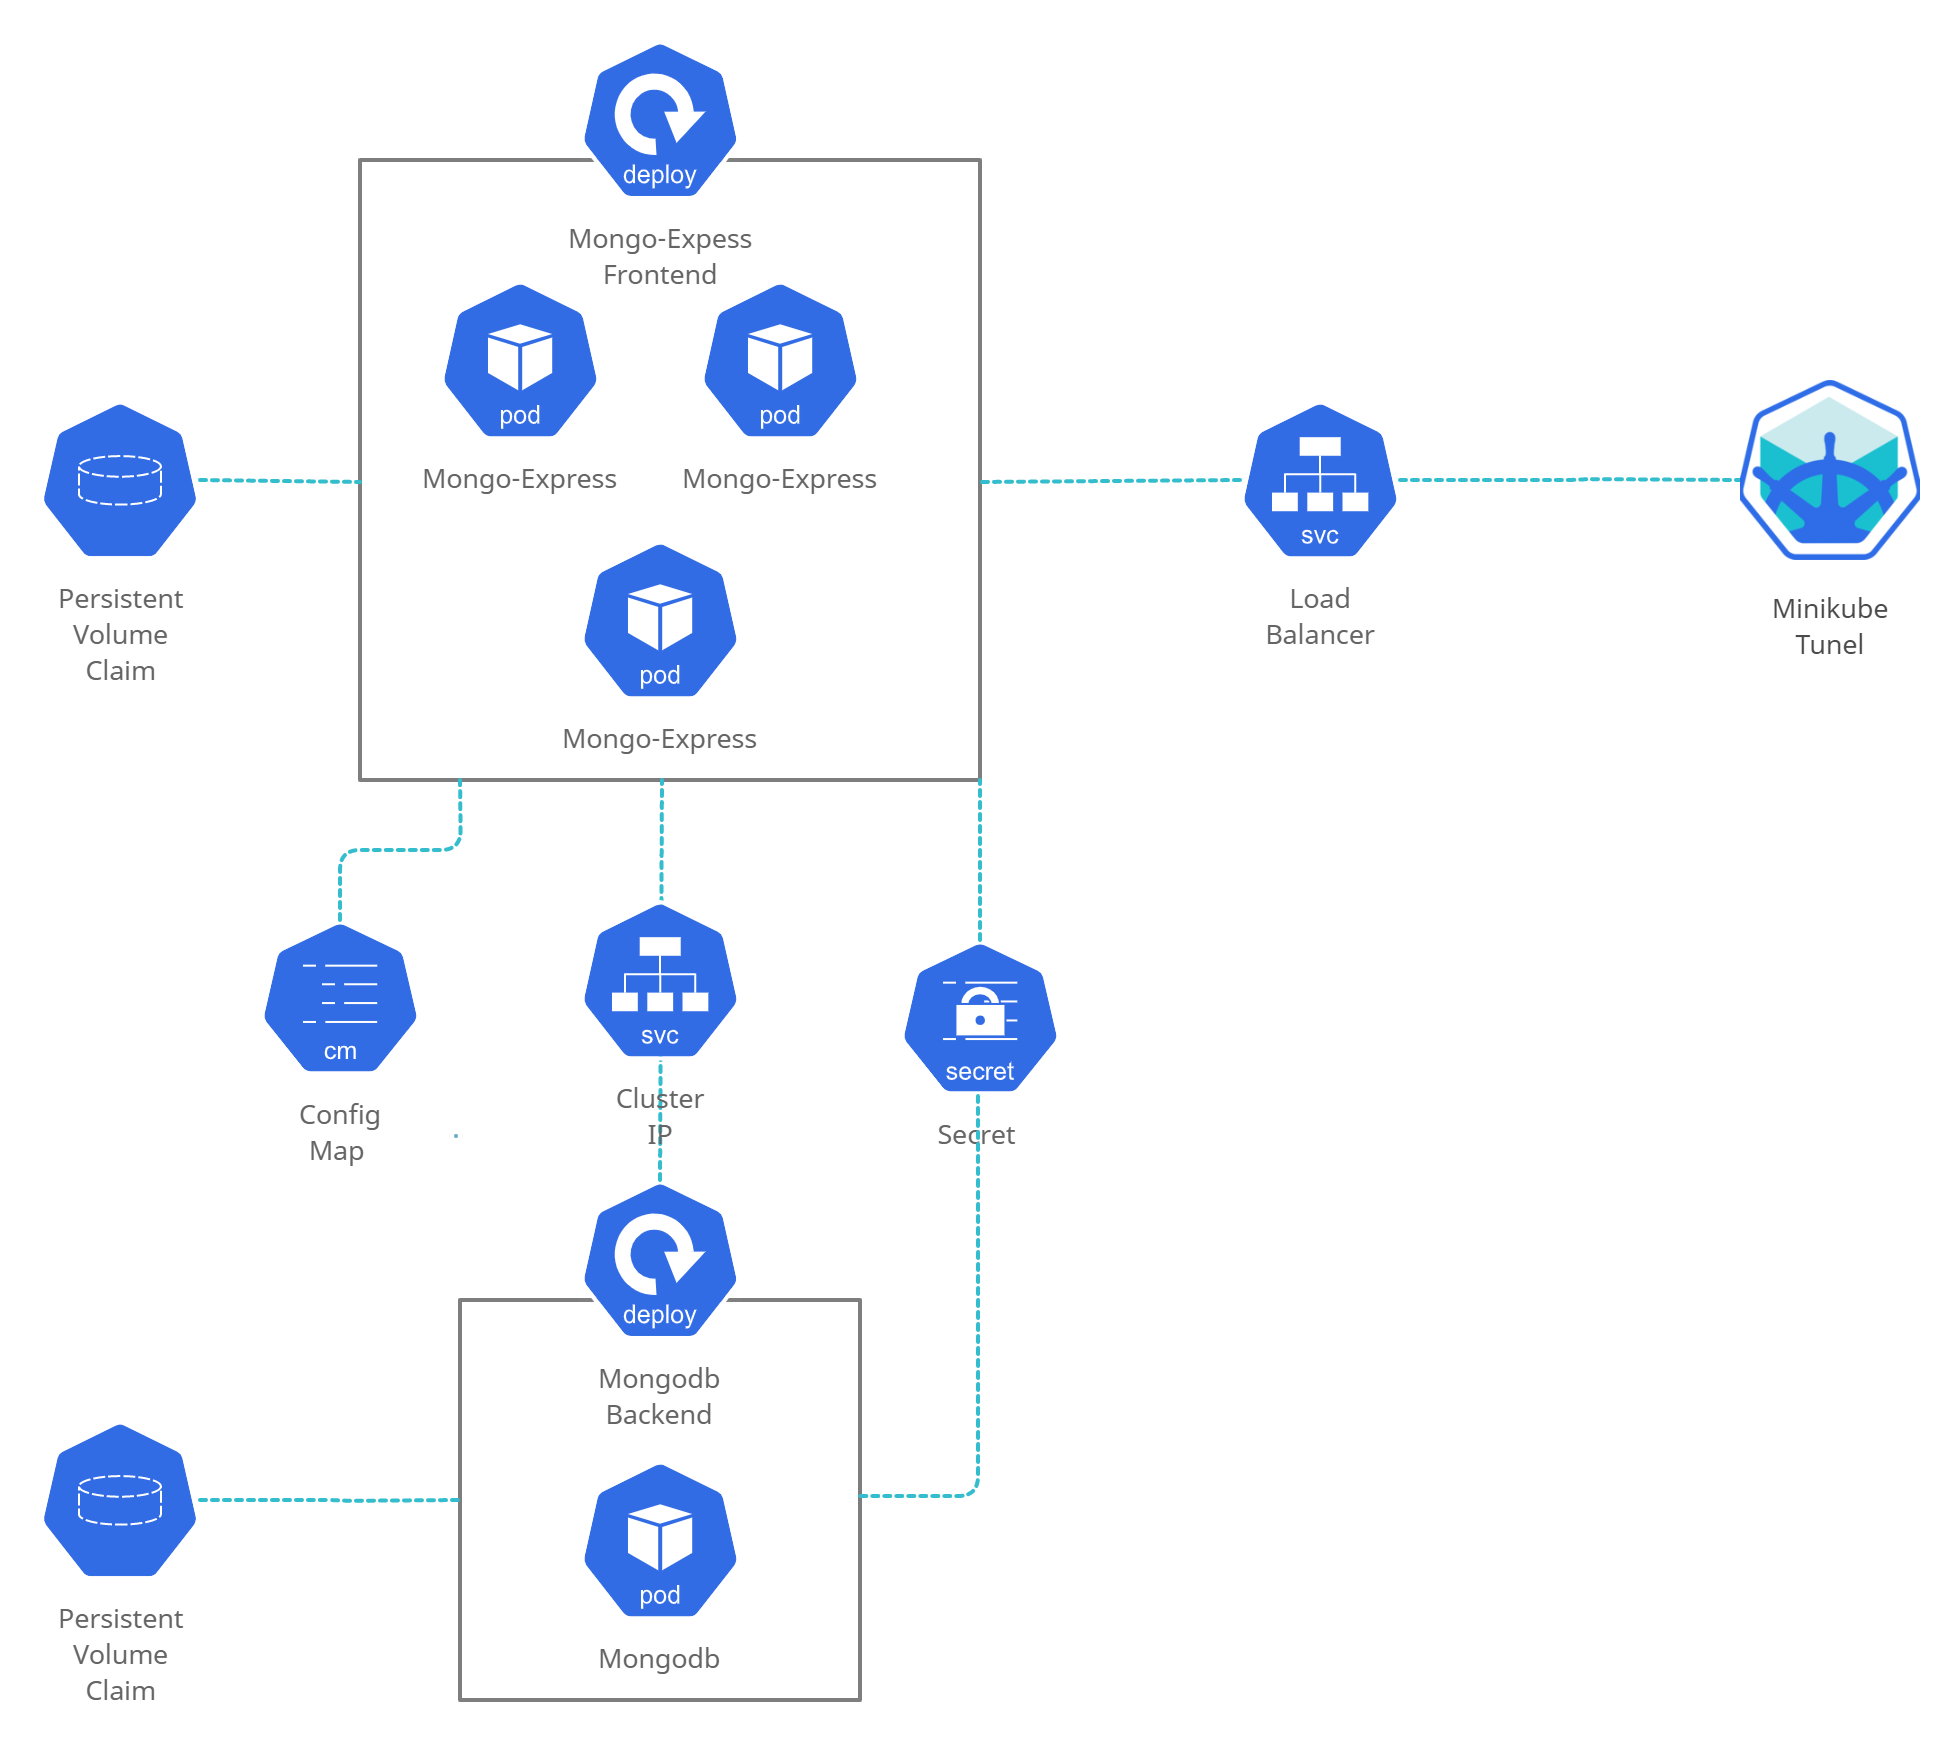 deploy
Mongo-Expess
Frontend
pod
pod
Mongo-Express
Mongo-Express
svc
Persistent
Volume
Claim
Load
Balancer
Minikube
Tunel
pod
Mongo-Express
cm
Config
Map
svc
Cluster
IP
secret
Secret
deploy
Mongodb
Backend
pod
Mongodb
Persistent
Volume
Claim